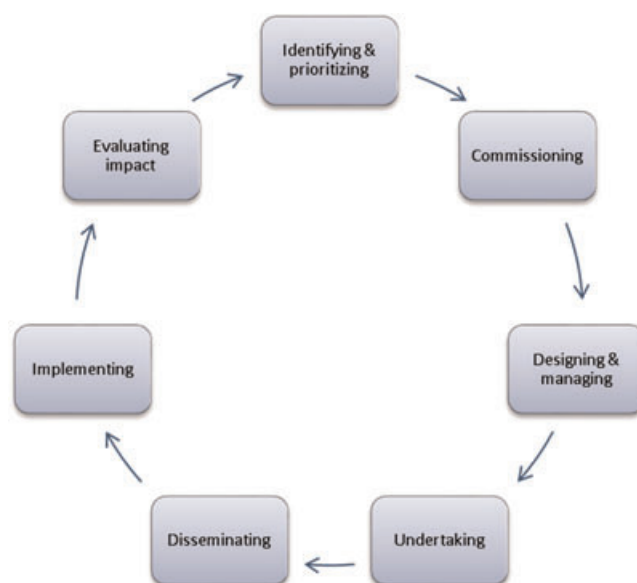 Identifying &
prioritizing
Commissioning
Designing &
managing
Undertaking
Disseminating
Implementing
Evaluating
impact